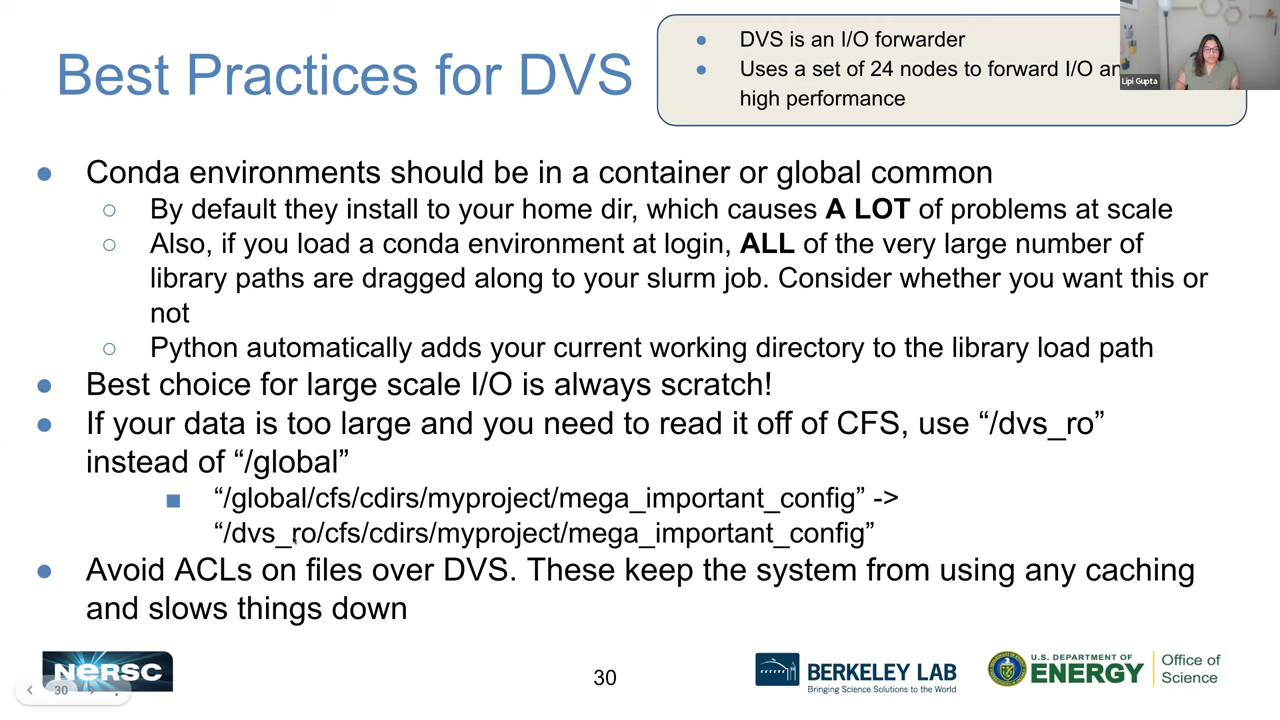 Best Practices for DVS
● DVS is an I/O forwarder
● Uses a set of 24 nodes to forward I/O
high performance
Lipi Gupta
● Conda environments should be in a container or global common
○ By default they install to your home dir, which causes A LOT of problems at scale
○ Also, if you load a conda environment at login, ALL of the very large number of
library paths are dragged along to your slurm job. Consider whether you want this or
not
○ Python automatically adds your current working directory to the library load path
● Best choice for large scale I/O is always scratch!
● If your data is too large and you need to read it off of CFS, use “/dvs_ro”
instead of “/global”
■ “/global/cfs/cdirs/myproject/mega_important_config” ->
“/dvs_ro/cfs/cdirs/myproject/mega_important_config”
● Avoid ACLs on files over DVS. These keep the system from using any caching
and slows things down
NERSC
30
30
BERKELEY LAB
Bringing Science Solutions to the World
U.S. DEPARTMENT OF
ENERGY
Office of
Science